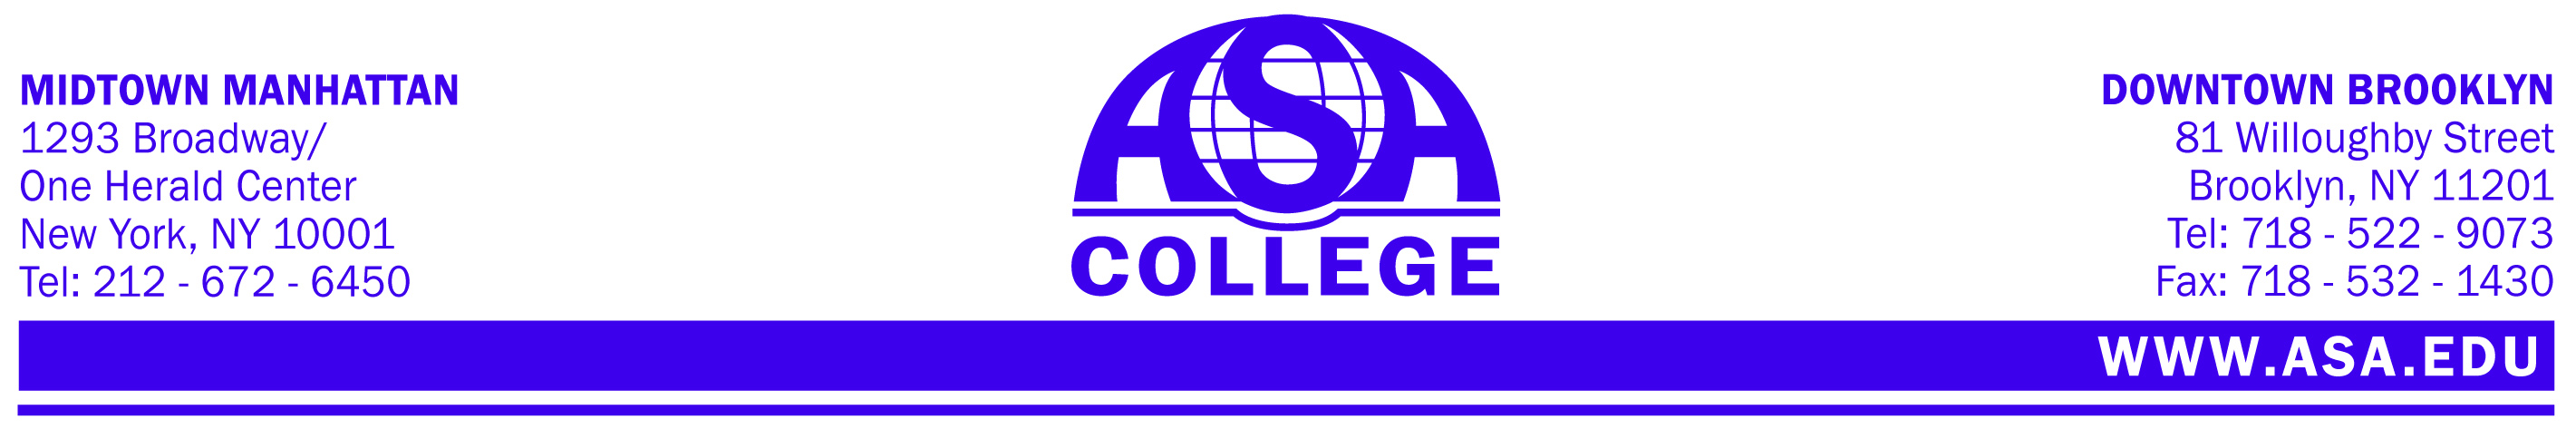 MIDTOWN MANHATTAN
1293 Broadway/
One Herald Center
New York, NY 10001
Tel: 212 - 672 - 6450
ASA
COLLEGE
DOWNTOWN BROOKLYN
81 Willoughby Street
Brooklyn, NY 11201
Tel: 718 - 522 - 9073
Fax: 718 - 532 - 1430
WWW.ASA.EDU